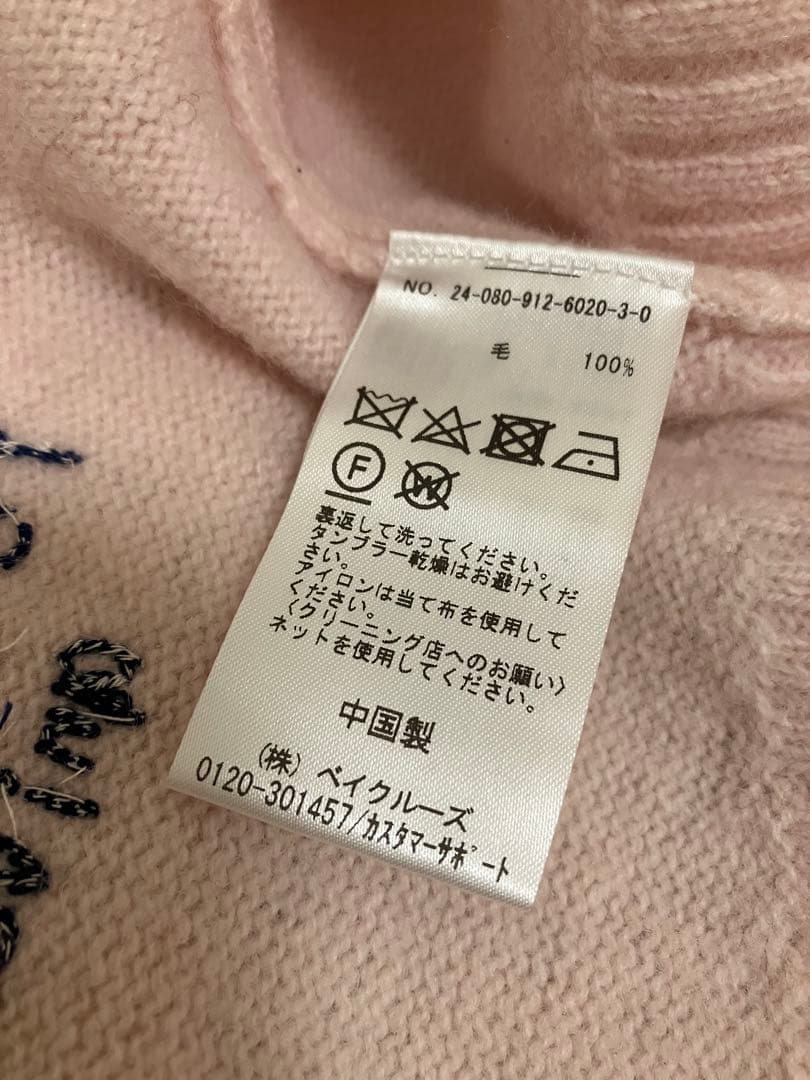 NO. 24-080-912-6020-3-0
毛 100%
F W
裏返して洗ってください。
タンブラー乾燥はお避けくだ
さい。
アイロンは当て布を使用して
ください。
〈クリーニング店へのお願い〉
ネットを使用してください。
中国製
(株) ベイクルーズ
0120-301457/カスタマーサポート